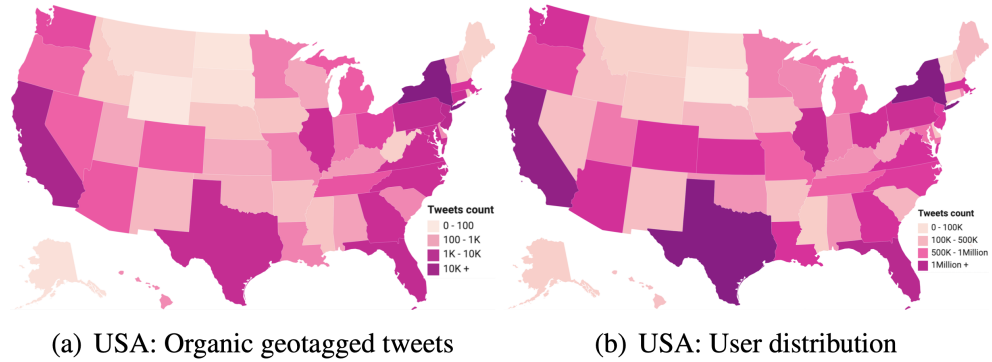 Tweets count
0 - 100
100 - 1K
1K - 10K
10K +
Tweets count
0 - 100K
100K - 500K
500K - 1Million
1Million +
(a) USA: Organic geotagged tweets
(b) USA: User distribution